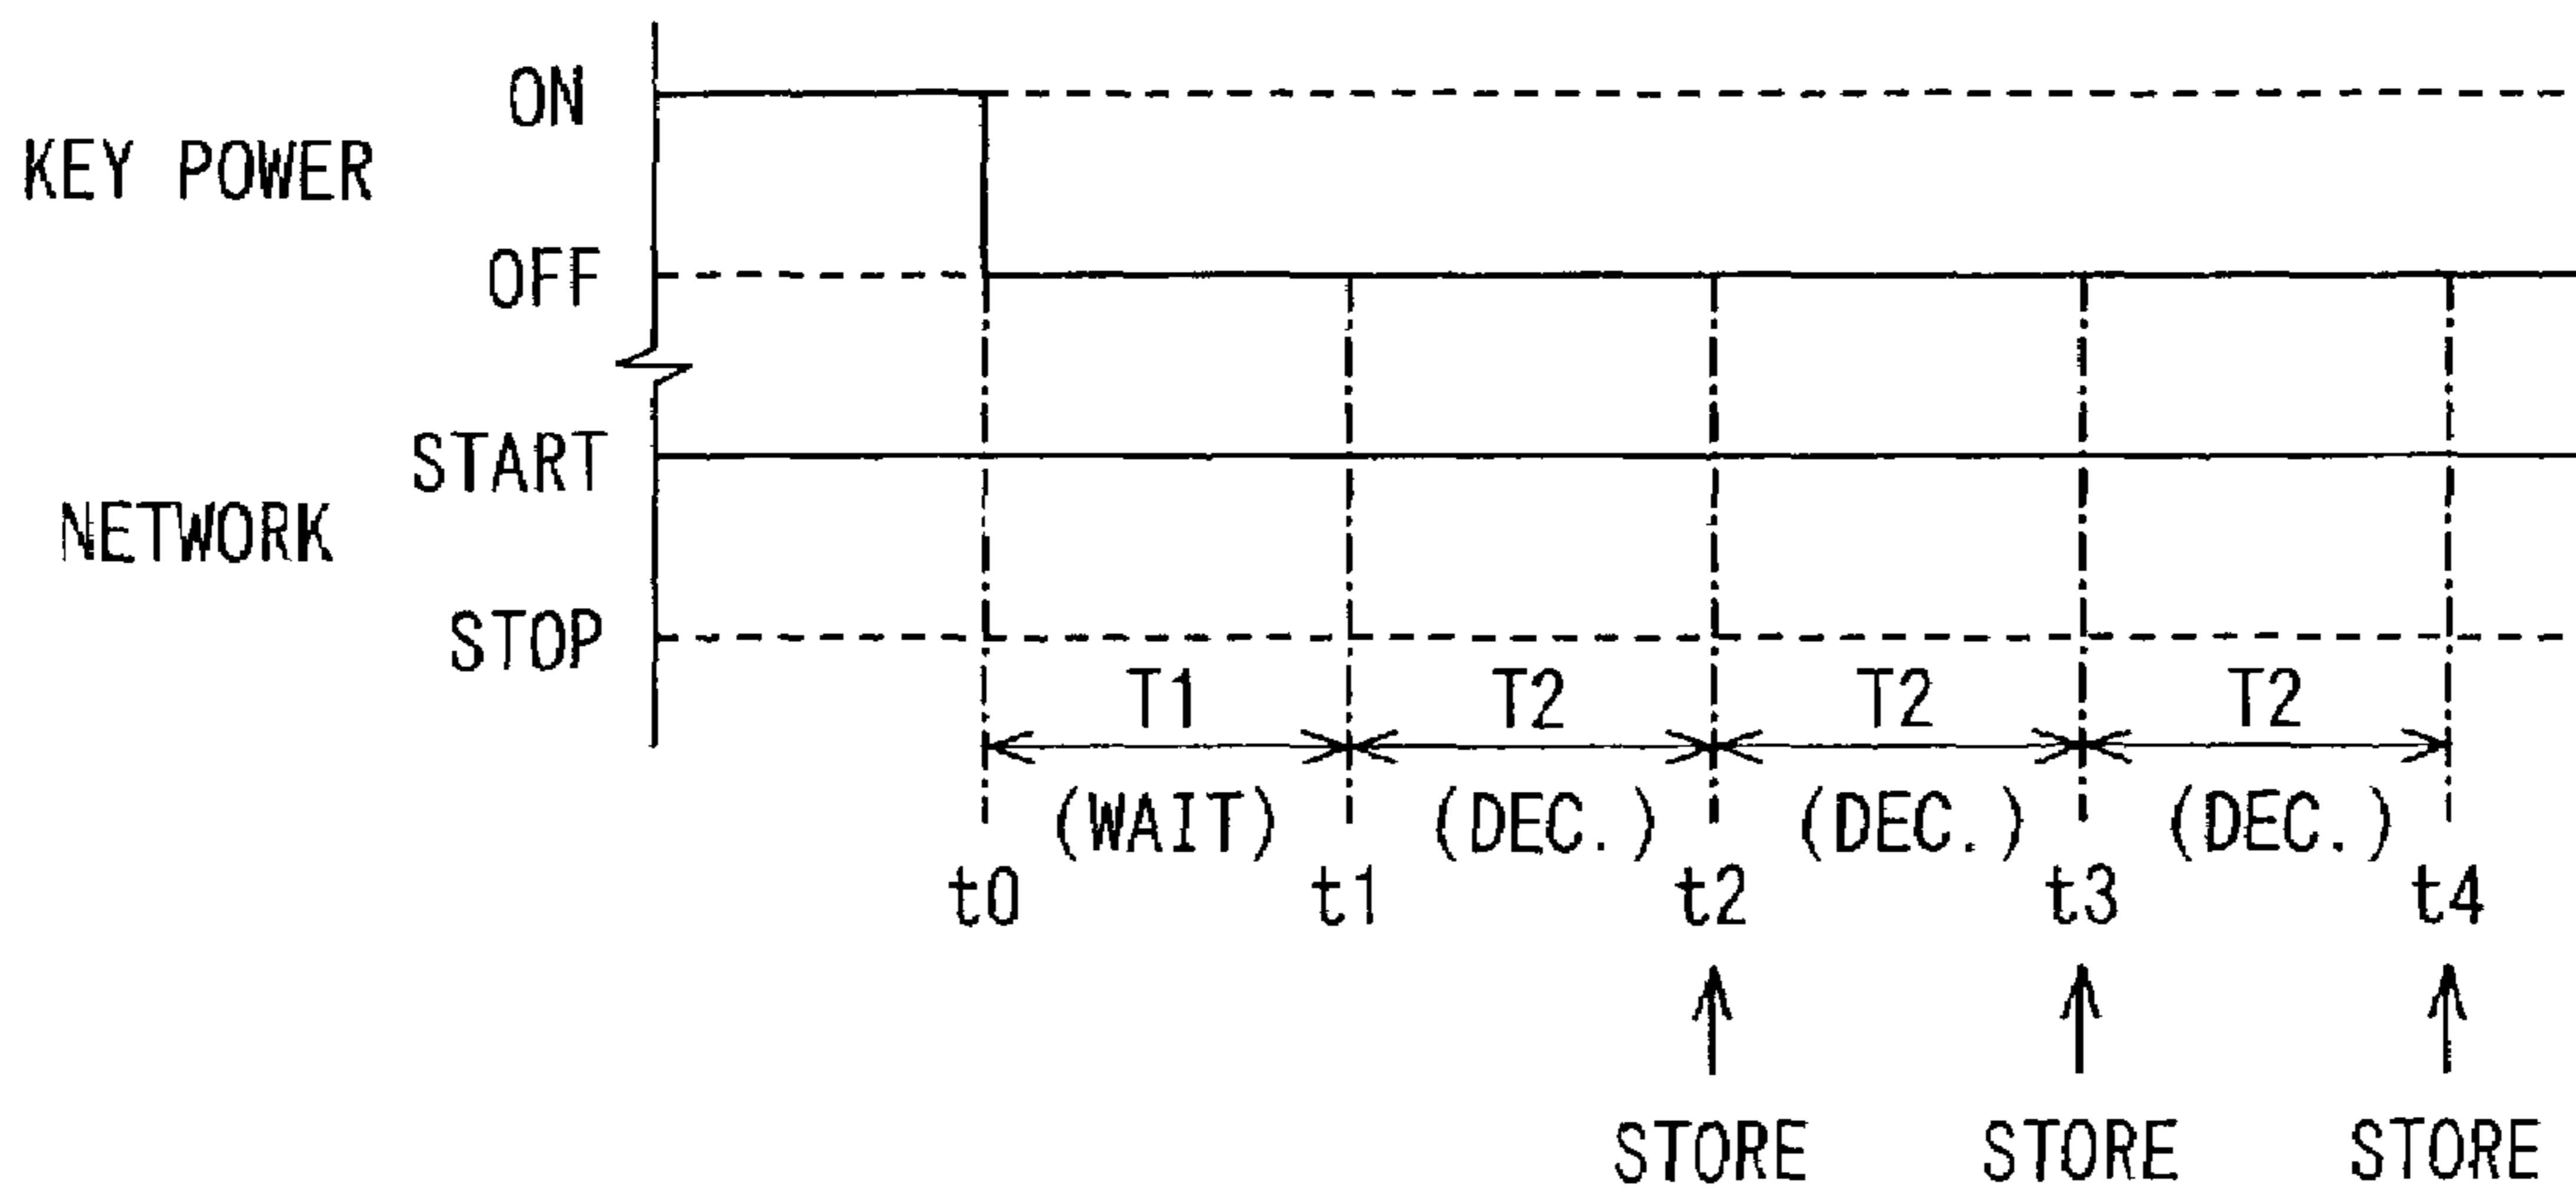 ON
KEY POWER
OFF
START
NETWORK
STOP
T1 T2 T2 T2
(WAIT) (DEC.) (DEC.) (DEC.)
t0 t1 t2 t3 t4
STORE STORE STORE